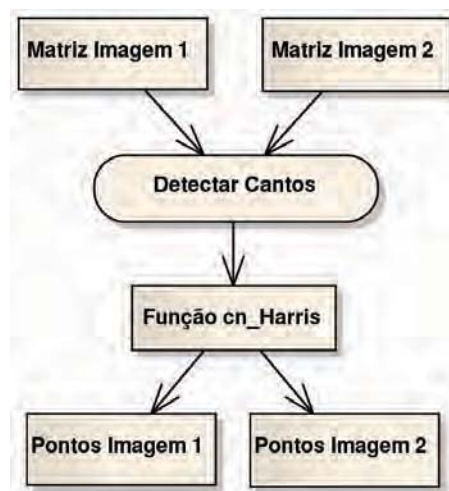 Matriz Imagem 1
Matriz Imagem 2
Detectar Cantos
Função cn_Harris
Pontos Imagem 1
Pontos Imagem 2